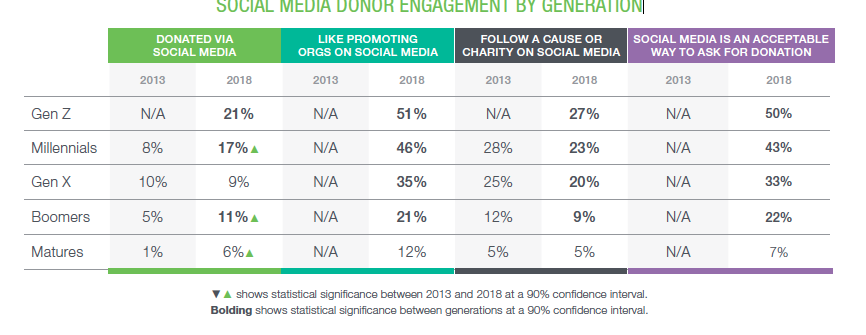 SOCIAL MEDIA DONOR ENGAGEMENT BY GENERATION
DONATED VIA SOCIAL MEDIA LIKE PROMOTING ORGS ON SOCIAL MEDIA FOLLOW A CAUSE OR CHARITY ON SOCIAL MEDIA SOCIAL MEDIA IS AN ACCEPTABLE WAY TO ASK FOR DONATION
2013 2018 2013 2018 2013 2018 2013 2018
Gen Z N/A 21% N/A 51% N/A 27% N/A 50%
Millennials 8% 17%▲ N/A 46% 28% 23% N/A 43%
Gen X 10% 9% N/A 35% 25% 20% N/A 33%
Boomers 5% 11%▲ N/A 21% 12% 9% N/A 22%
Matures 1% 6%▲ N/A 12% 5% 5% N/A 7%
▼▲ shows statistical significance between 2013 and 2018 at a 90% confidence interval.
Bolding shows statistical significance between generations at a 90% confidence interval.